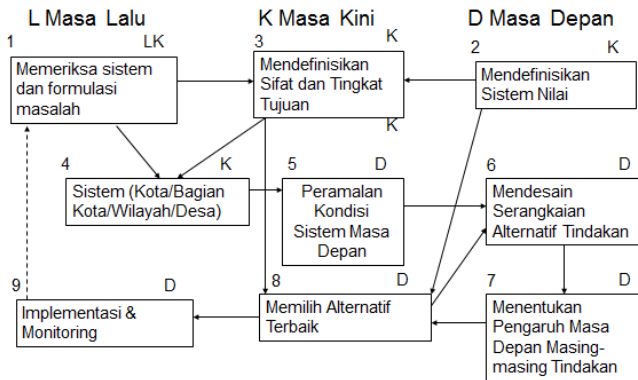 L Masa Lalu
K Masa Kini
D Masa Depan
1
LK
Memeriksa sistem
dan formulasi
masalah
3
K
Mendefinisikan
Sifat dan Tingkat
Tujuan
K
2
K
Mendefinisikan
Sistem Nilai
4
K
Sistem (Kota/Bagian
Kota/Wilayah/Desa)
5
D
Peramalan
Kondisi
Sistem Masa
Depan
6
D
Mendesain
Serangkaian
Alternatif Tindakan
9
D
Implementasi &
Monitoring
8
D
Memilih Alternatif
Terbaik
7
D
Menentukan
Pengaruh Masa
Depan Masing-
masing Tindakan